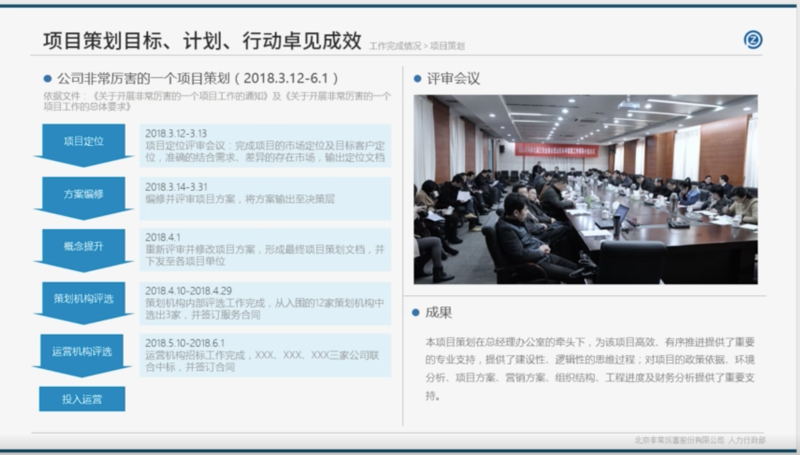 项目策划目标、计划、行动卓见成效
工作完成情况 > 项目策划
公司非常厉害的一个项目策划（2018.3.12-6.1）
依据文件：《关于开展非常厉害的一个项目工作的通知》及《关于开展非常厉害的一个
项目工作的总体要求》
项目定位
2018.3.12-3.13
项目定位评审会议：完成项目的市场定位及目标客户定
位，准确的结合需求、差异的存在市场，输出定位文档
方案编修
2018.3.14-3.31
编修并评审项目方案，将方案输出至决策层
概念提升
2018.4.1
重新评审并修改项目方案，形成最终项目策划文档，并
下发至各项目单位
策划机构评选
2018.4.10-2018.4.29
策划机构内部评选工作完成，从入围的12家策划机构中
选出3家，并签订服务合同
运营机构评选
2018.5.10-2018.6.1
运营机构招标工作完成，XXX、XXX、XXX三家公司联
合中标，并签订合同
投入运营
评审会议
成果
本项目策划在总经理办公室的牵头下，为该项目高效、有序推进提供了重要
的专业支持，提供了建设性、逻辑性的思维过程；对项目的政策依据、环境
分析、项目方案、营销方案、组织结构、工程进度及财务分析提供了重要支
持。
北京非常厉害股份有限公司 人力行政部